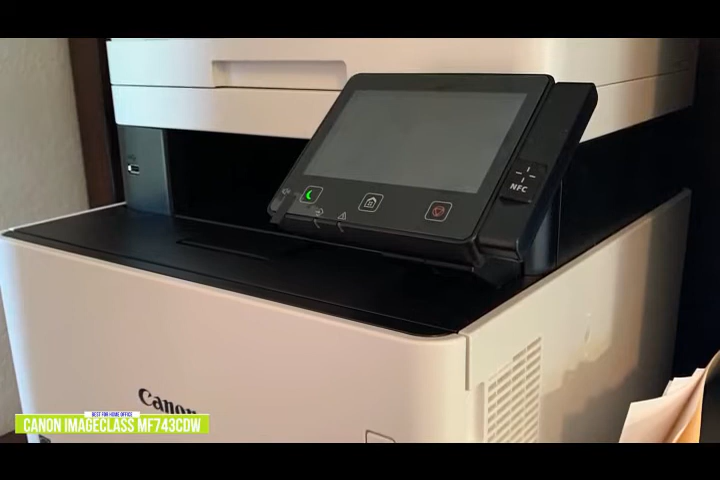 NFC
Canon
BEST FOR HOME OFFICE
CANON IMAGECLASS MF743CDW